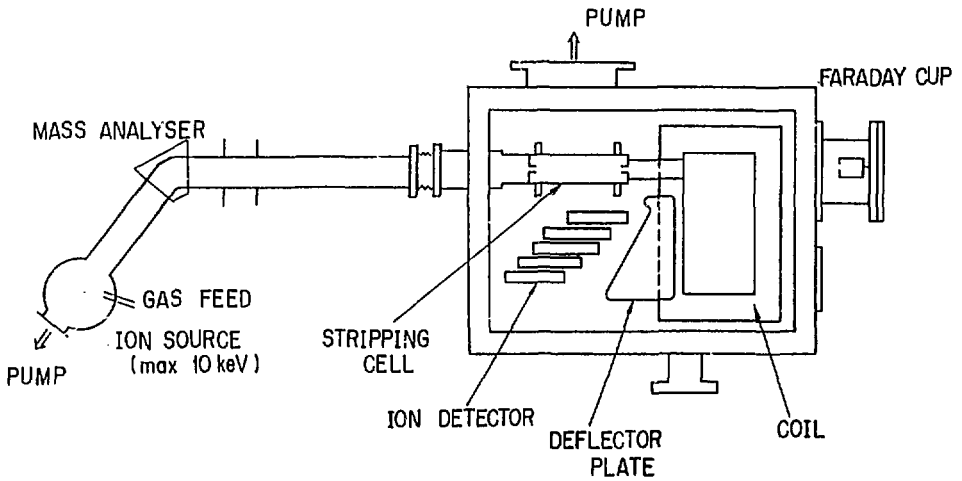 PUMP
FARADAY CUP
MASS ANALYSER
GAS FEED
ION SOURCE
(max 10 keV)
PUMP
STRIPPING
CELL
ION DETECTOR
DEFLECTOR
PLATE
COIL